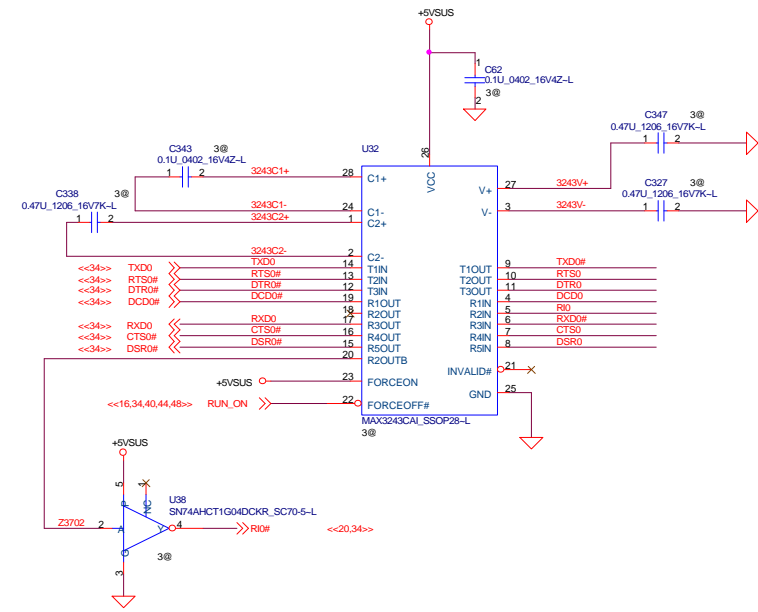 +5VSUS
1
C62
0.1U_0402_16V4Z-L
2
3@
C347 3@
0.47U_1206_16V7K-L
1 2
C343 3@
0.1U_0402_16V4Z-L
1 2
U32
26
VCC
3243C1+ 28 C1+
V+ 27 3243V+
C327 3@
0.47U_1206_16V7K-L
1 2
C338 3@
0.47U_1206_16V7K-L
1 2
3243C1- 24 C1-
3243C2+ 1 C2+
V- 3 3243V-
3243C2- 2 C2-
<<34>> TXD0 TXD0 14 T1IN T1OUT 9 TXD0#
<<34>> RTS0# RTS0# 13 T2IN T2OUT 10 RTS0
<<34>> DTR0# DTR0# 12 T3IN T3OUT 11 DTR0
<<34>> DCD0# DCD0# 19 R1OUT R1IN 4 DCD0
18 R2OUT R2IN 5 RI0
<<34>> RXD0 RXD0 17 R3OUT R3IN 6 RXD0#
<<34>> CTS0# CTS0# 16 R4OUT R4IN 7 CTS0
<<34>> DSR0# DSR0# 15 R5OUT R5IN 8 DSR0
20 R2OUTB
INVALID# 21
+5VSUS 23 FORCEON
GND 25
<<16,34,40,44,48>> RUN_ON 22 FORCEOFF#
MAX3243CAI_SSOP28-L
3@
+5VSUS
5
1
P
NC
U38
SN74AHCT1G04DCKR_SC70-5-L
Z3702 2 A Y 4 RI0# <<20,34>>
G
3@
3